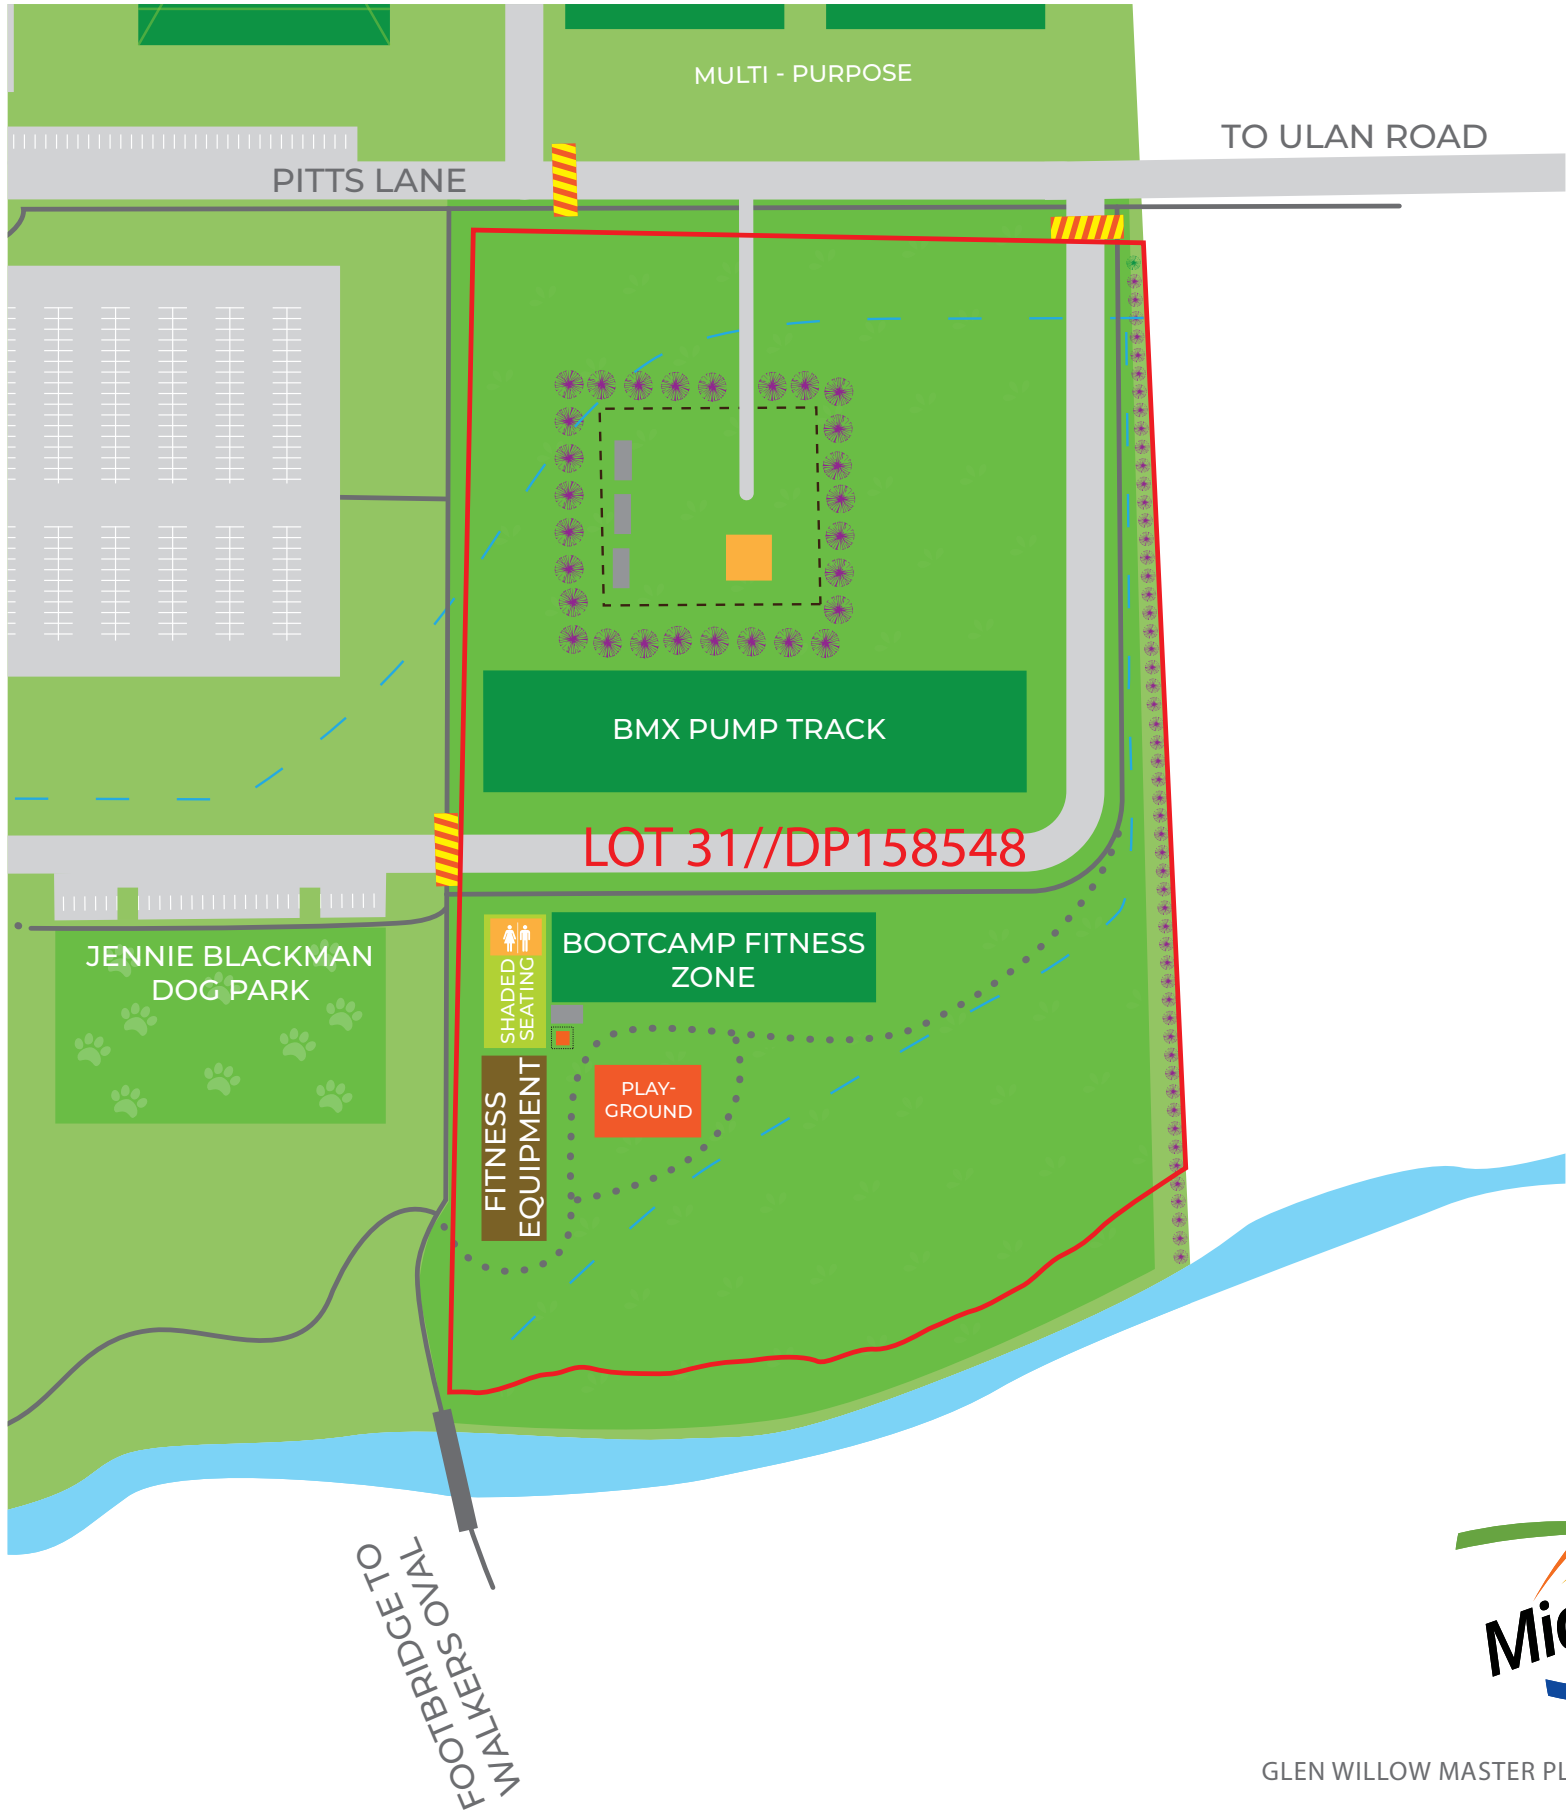 MULTI - PURPOSE
TO ULAN ROAD
PITTS LANE
BMX PUMP TRACK
LOT 31//DP158548
JENNIE BLACKMAN
DOG PARK
BOOTCAMP FITNESS
ZONE
SHADED
SEATING
PLAY-
GROUND
FITNESS
EQUIPMENT
FOOTBRIDGE TO
WALKERS OVAL
GLEN WILLOW MASTER PL